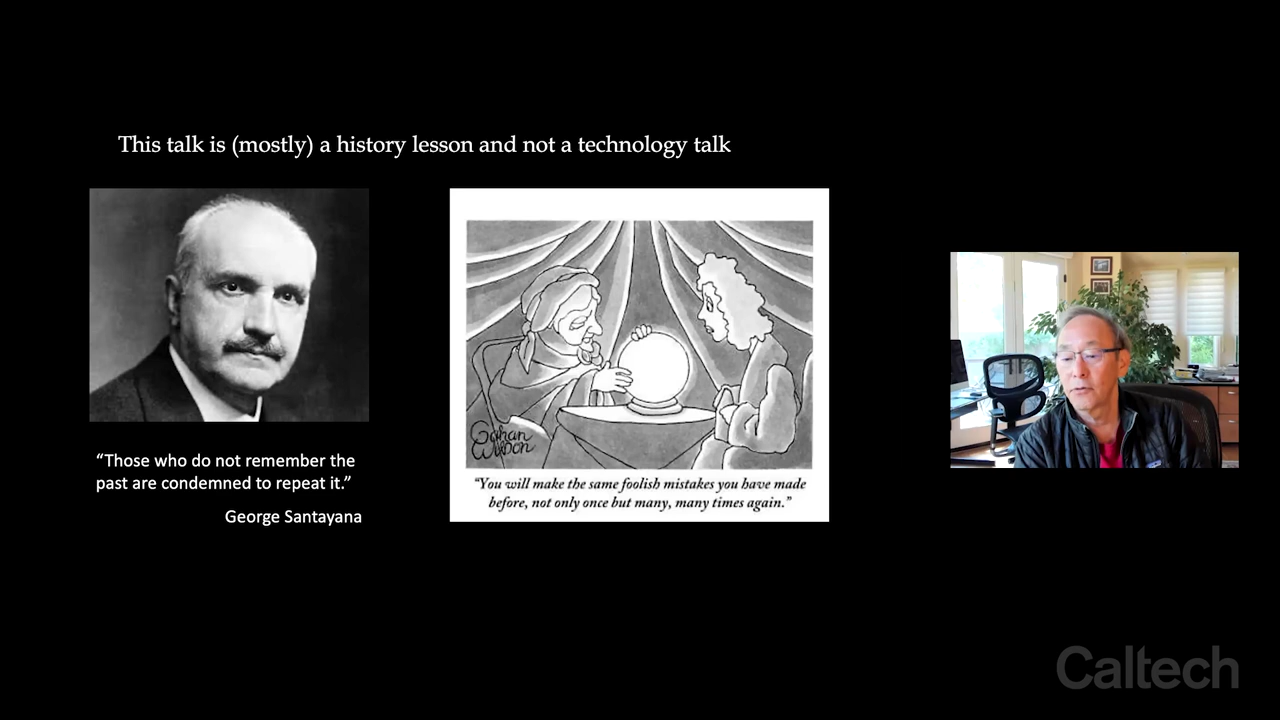 This talk is (mostly) a history lesson and not a technology talk
“Those who do not remember the
past are condemned to repeat it.”
George Santayana
Gahan
Wilson
“You will make the same foolish mistakes you have made
before, not only once but many, many times again.”
Caltech